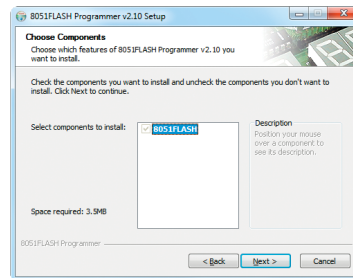 8051FLASH Programmer v2.10 Setup
Choose Components
Choose which features of 8051FLASH Programmer v2.10 you
want to install.
Check the components you want to install and uncheck the components you don't want to
install. Click Next to continue.
Select components to install:
8051FLASH
Description
Position your mouse
over a component to
see its description.
Space required: 3.5MB
8051FLASH Programmer
< Back
Next >
Cancel